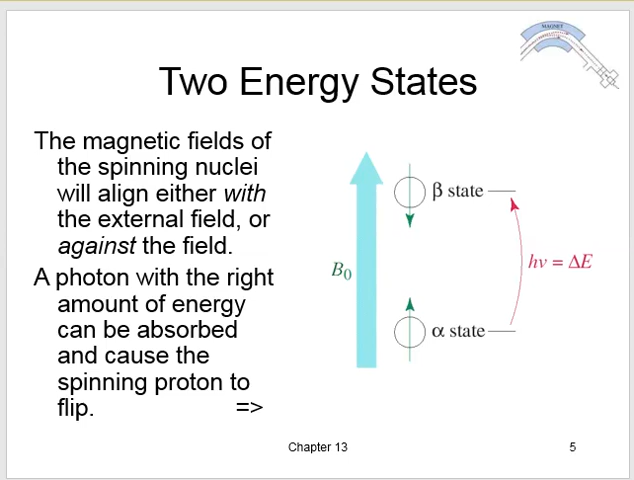 MAGNET
Two Energy States
The magnetic fields of
the spinning nuclei
will align either with
the external field, or
against the field.
A photon with the right
amount of energy
can be absorbed
and cause the
spinning proton to
flip. =>
β state
hν = ΔE
B₀
α state
Chapter 13
5